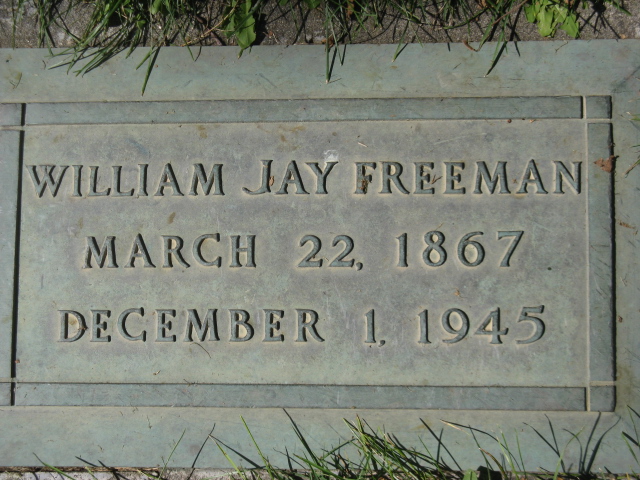 WILLIAM JAY FREEMAN
MARCH 22, 1867
DECEMBER 1, 1945